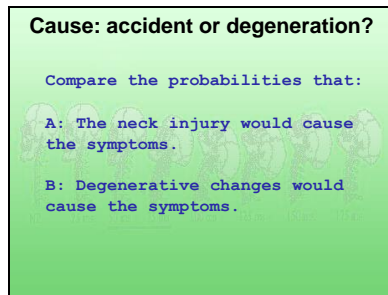 Cause: accident or degeneration?
Compare the probabilities that:
A: The neck injury would cause
the symptoms.
B: Degenerative changes would
cause the symptoms.